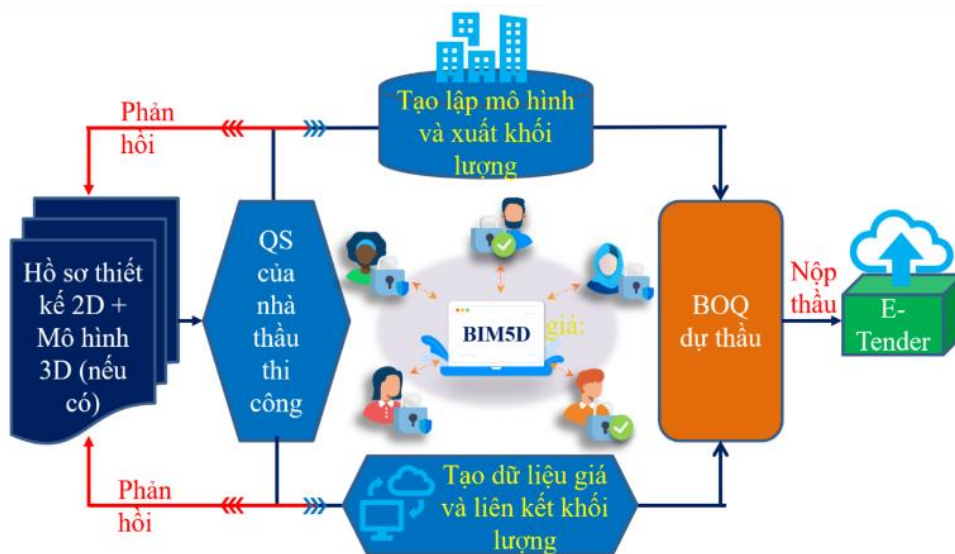 Tạo lập mô hình
và xuất khối
lượng
Phản
hồi
Hồ sơ thiết
kế 2D +
Mô hình
3D (nếu
có)
QS
của
nhà
thầu
thi
công
BIM5D
giá:
BOQ
dự thầu
Nộp
thầu
E-
Tender
Phản
hồi
Tạo dữ liệu giá
và liên kết khối
lượng